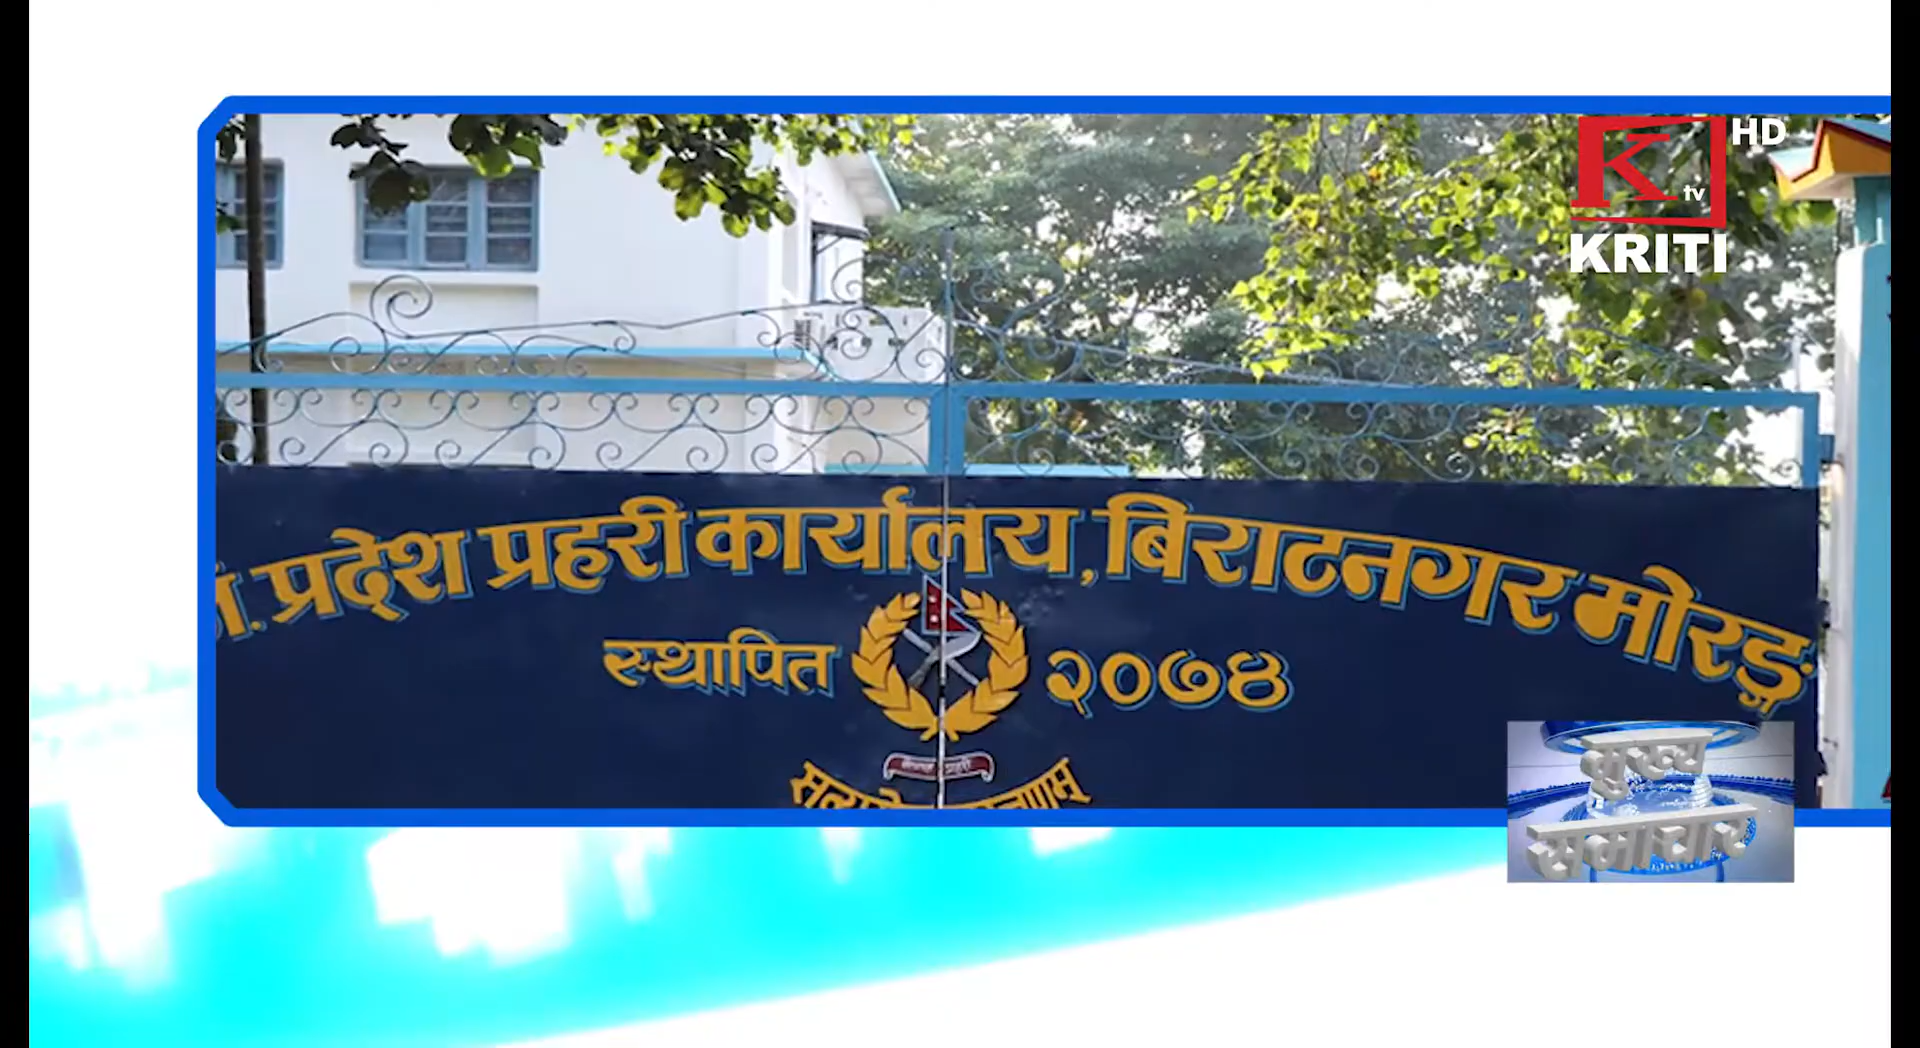 HD
K tv
KRITI
प्रदेश प्रहरी कार्यालय, बिराटनगर मोरङ्ग
स्थापित २०७४
मुख्य
समाचार